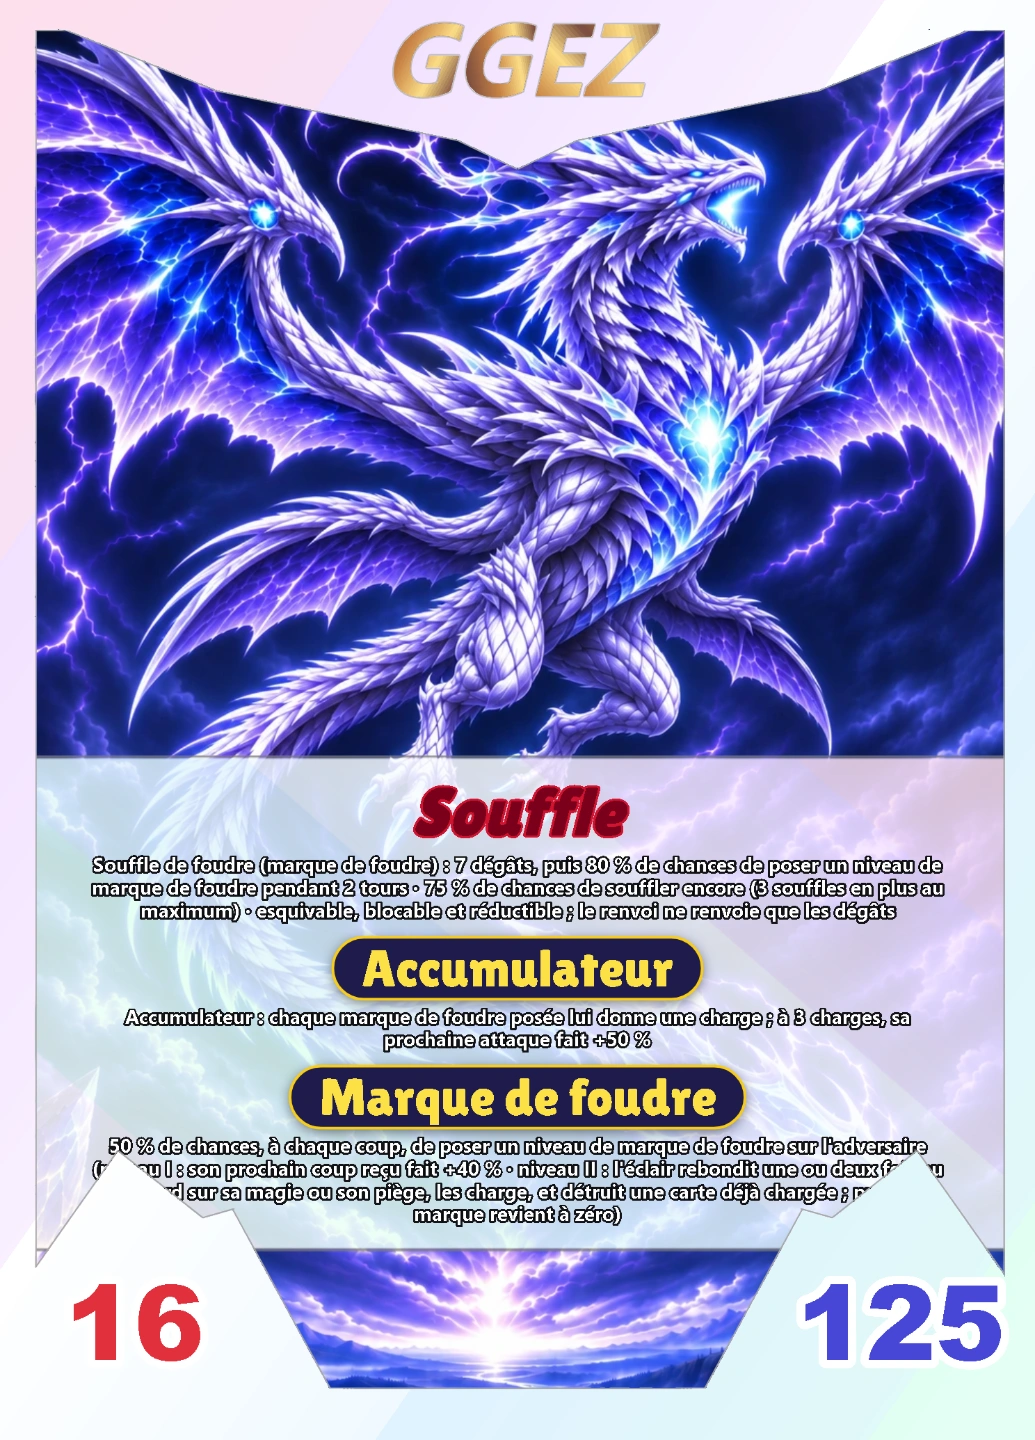 GGEZ
Souffle
Souffle de foudre (marque de foudre) : 7 dégâts, puis 80 % de chances de poser un niveau de
marque de foudre pendant 2 tours · 75 % de chances de souffler encore (3 souffles en plus au
maximum) · esquivable, blocable et réductible ; le renvoi ne renvoie que les dégâts
Accumulateur
Accumulateur : chaque marque de foudre posée lui donne une charge ; à 3 charges, sa
prochaine attaque fait +50 %
Marque de foudre
50 % de chances, à chaque coup, de poser un niveau de marque de foudre sur l'adversaire
I : son prochain coup reçu fait +40 % · niveau II : l'éclair rebondit une ou deux
sur sa magie ou son piège, les charge, et détruit une carte déjà chargée ;
marque revient à zéro)
16
125